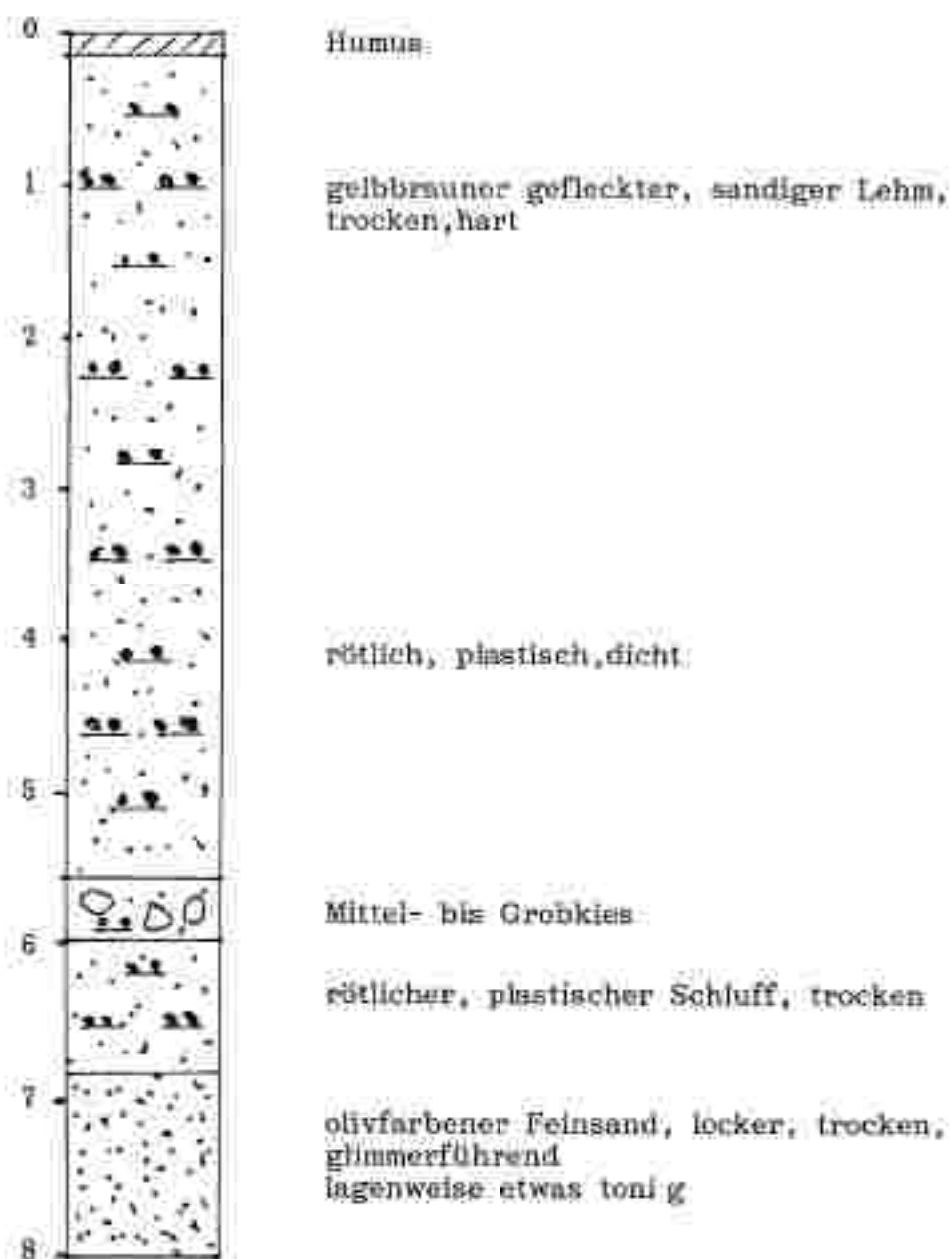 0
Humus
1
gelbbrauner gefleckter, sandiger Lehm,
trocken,hart
2
3
4
rötlich, plastisch,dicht
5
Mittel- bis Grobkies
6
rötlicher, plastischer Schluff, trocken
7
olivfarbener Feinsand, locker, trocken,
glimmerführend
lagenweise etwas toni g
8